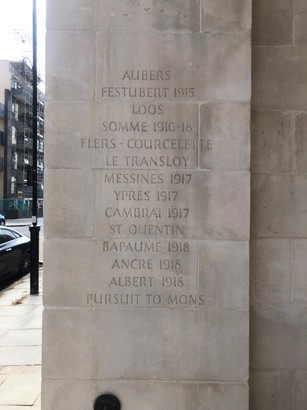 AUBERS
FESTUBERT 1915
LOOS
SOMME 1916-18
FLERS-COURCELETTE
LE TRANSLOY
MESSINES 1917
YPRES 1917
CAMBRAI 1917
ST QUENTIN
BAPAUME 1918
ANCRE 1918
ALBERT 1918
PURSUIT TO MONS